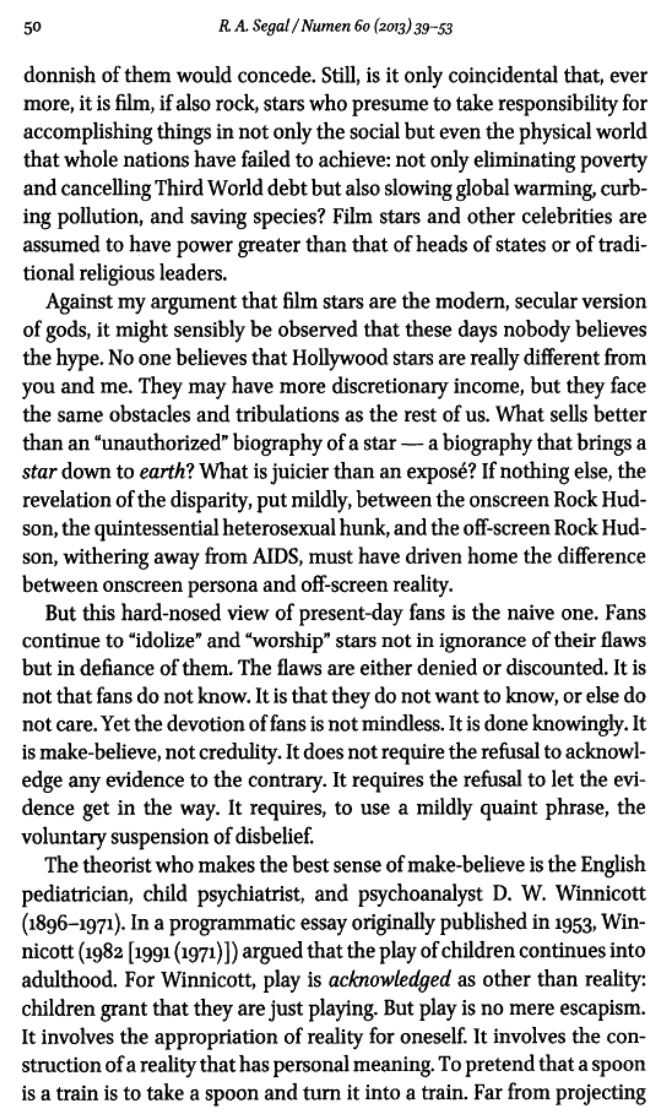 50
R. A. Segal / Numen 60 (2013) 39–53
donnish of them would concede. Still, is it only coincidental that, ever
more, it is film, if also rock, stars who presume to take responsibility for
accomplishing things in not only the social but even the physical world
that whole nations have failed to achieve: not only eliminating poverty
and cancelling Third World debt but also slowing global warming, curb-
ing pollution, and saving species? Film stars and other celebrities are
assumed to have power greater than that of heads of states or of tradi-
tional religious leaders.
Against my argument that film stars are the modern, secular version
of gods, it might sensibly be observed that these days nobody believes
the hype. No one believes that Hollywood stars are really different from
you and me. They may have more discretionary income, but they face
the same obstacles and tribulations as the rest of us. What sells better
than an “unauthorized” biography of a star — a biography that brings a
star down to earth? What is juicier than an exposé? If nothing else, the
revelation of the disparity, put mildly, between the onscreen Rock Hud-
son, the quintessential heterosexual hunk, and the off-screen Rock Hud-
son, withering away from AIDS, must have driven home the difference
between onscreen persona and off-screen reality.
But this hard-nosed view of present-day fans is the naive one. Fans
continue to “idolize” and “worship” stars not in ignorance of their flaws
but in defiance of them. The flaws are either denied or discounted. It is
not that fans do not know. It is that they do not want to know, or else do
not care. Yet the devotion of fans is not mindless. It is done knowingly. It
is make-believe, not credulity. It does not require the refusal to acknowl-
edge any evidence to the contrary. It requires the refusal to let the evi-
dence get in the way. It requires, to use a mildly quaint phrase, the
voluntary suspension of disbelief.
The theorist who makes the best sense of make-believe is the English
pediatrician, child psychiatrist, and psychoanalyst D. W. Winnicott
(1896–1971). In a programmatic essay originally published in 1953, Win-
nicott (1982 [1991 (1971)]) argued that the play of children continues into
adulthood. For Winnicott, play is acknowledged as other than reality:
children grant that they are just playing. But play is no mere escapism.
It involves the appropriation of reality for oneself. It involves the con-
struction of a reality that has personal meaning. To pretend that a spoon
is a train is to take a spoon and turn it into a train. Far from projecting